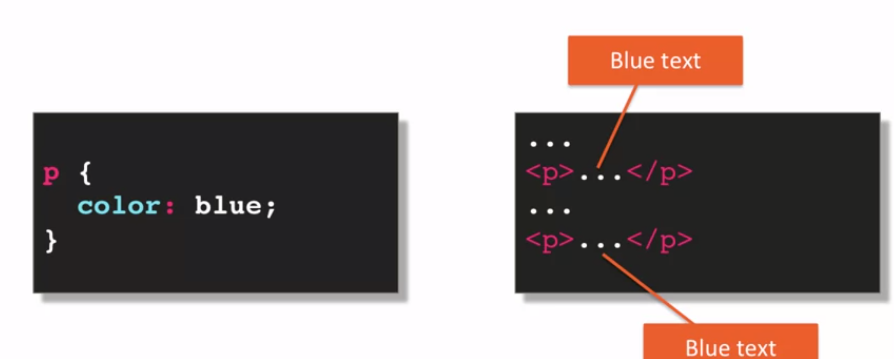 Blue text
p {
color: blue;
}
...
<p>...</p>
...
<p>...</p>
Blue text